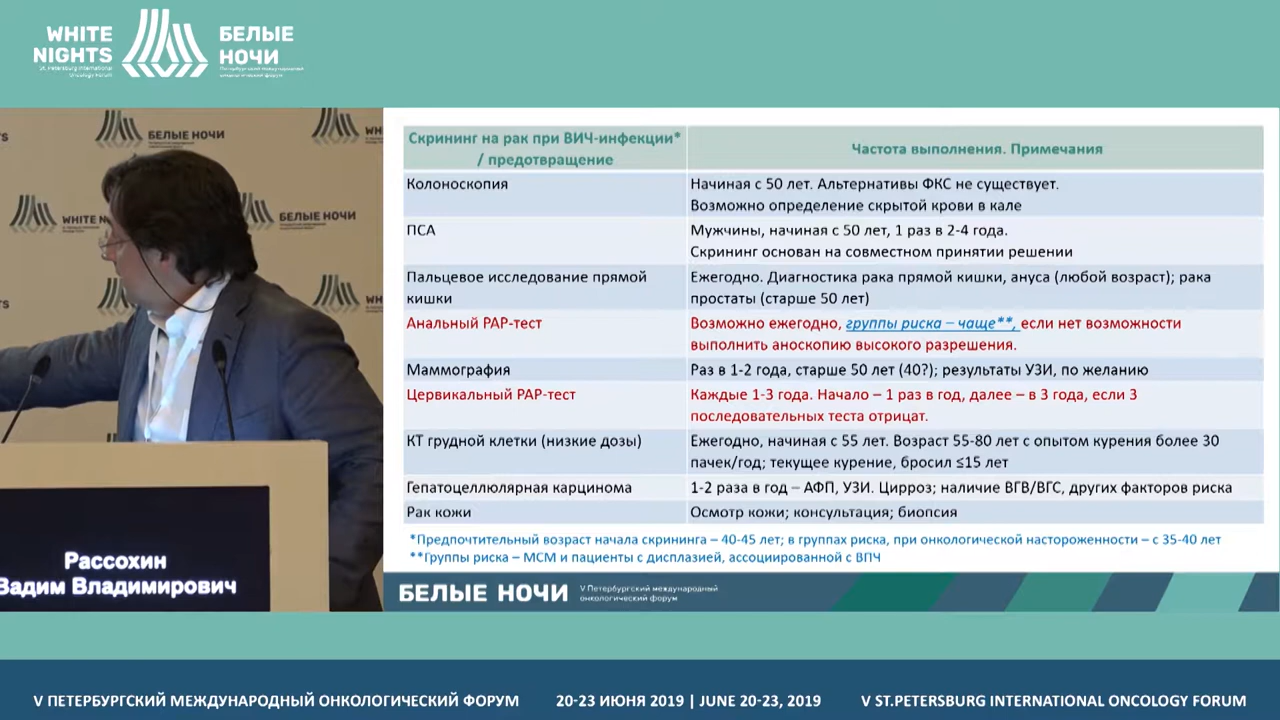 WHITE
NIGHTS
St. Petersburg International
Oncology Forum
БЕЛЫЕ
НОЧИ
Петербургский международный
онкологический форум
БЕЛЫЕ НОЧИ
WHITE N
БЕЛЫЕ НОЧИ
Рассохин
Вадим Владимирович
Скрининг на рак при ВИЧ-инфекции*
/ предотвращение
Частота выполнения. Примечания
Колоноскопия
Начиная с 50 лет. Альтернативы ФКС не существует.
Возможно определение скрытой крови в кале
ПСА
Мужчины, начиная с 50 лет, 1 раз в 2-4 года.
Скрининг основан на совместном принятии решении
Пальцевое исследование прямой
кишки
Ежегодно. Диагностика рака прямой кишки, ануса (любой возраст); рака
простаты (старше 50 лет)
Анальный PAP-тест
Возможно ежегодно, группы риска – чаще**, если нет возможности
выполнить аноскопию высокого разрешения.
Маммография
Раз в 1-2 года, старше 50 лет (40?); результаты УЗИ, по желанию
Цервикальный PAP-тест
Каждые 1-3 года. Начало – 1 раз в год, далее – в 3 года, если 3
последовательных теста отрицат.
КТ грудной клетки (низкие дозы)
Ежегодно, начиная с 55 лет. Возраст 55-80 лет с опытом курения более 30
пачек/год; текущее курение, бросил ≤15 лет
Гепатоцеллюлярная карцинома
1-2 раза в год – АФП, УЗИ. Цирроз; наличие ВГВ/ВГС, других факторов риска
Рак кожи
Осмотр кожи; консультация; биопсия
*Предпочтительный возраст начала скрининга – 40-45 лет; в группах риска, при онкологической настороженности – с 35-40 лет
**Группы риска – МСМ и пациенты с дисплазией, ассоциированной с ВПЧ
БЕЛЫЕ НОЧИ
V Петербургский международный
онкологический форум
V ПЕТЕРБУРГСКИЙ МЕЖДУНАРОДНЫЙ ОНКОЛОГИЧЕСКИЙ ФОРУМ
20-23 ИЮНЯ 2019 | JUNE 20-23, 2019
V ST.PETERSBURG INTERNATIONAL ONCOLOGY FORUM